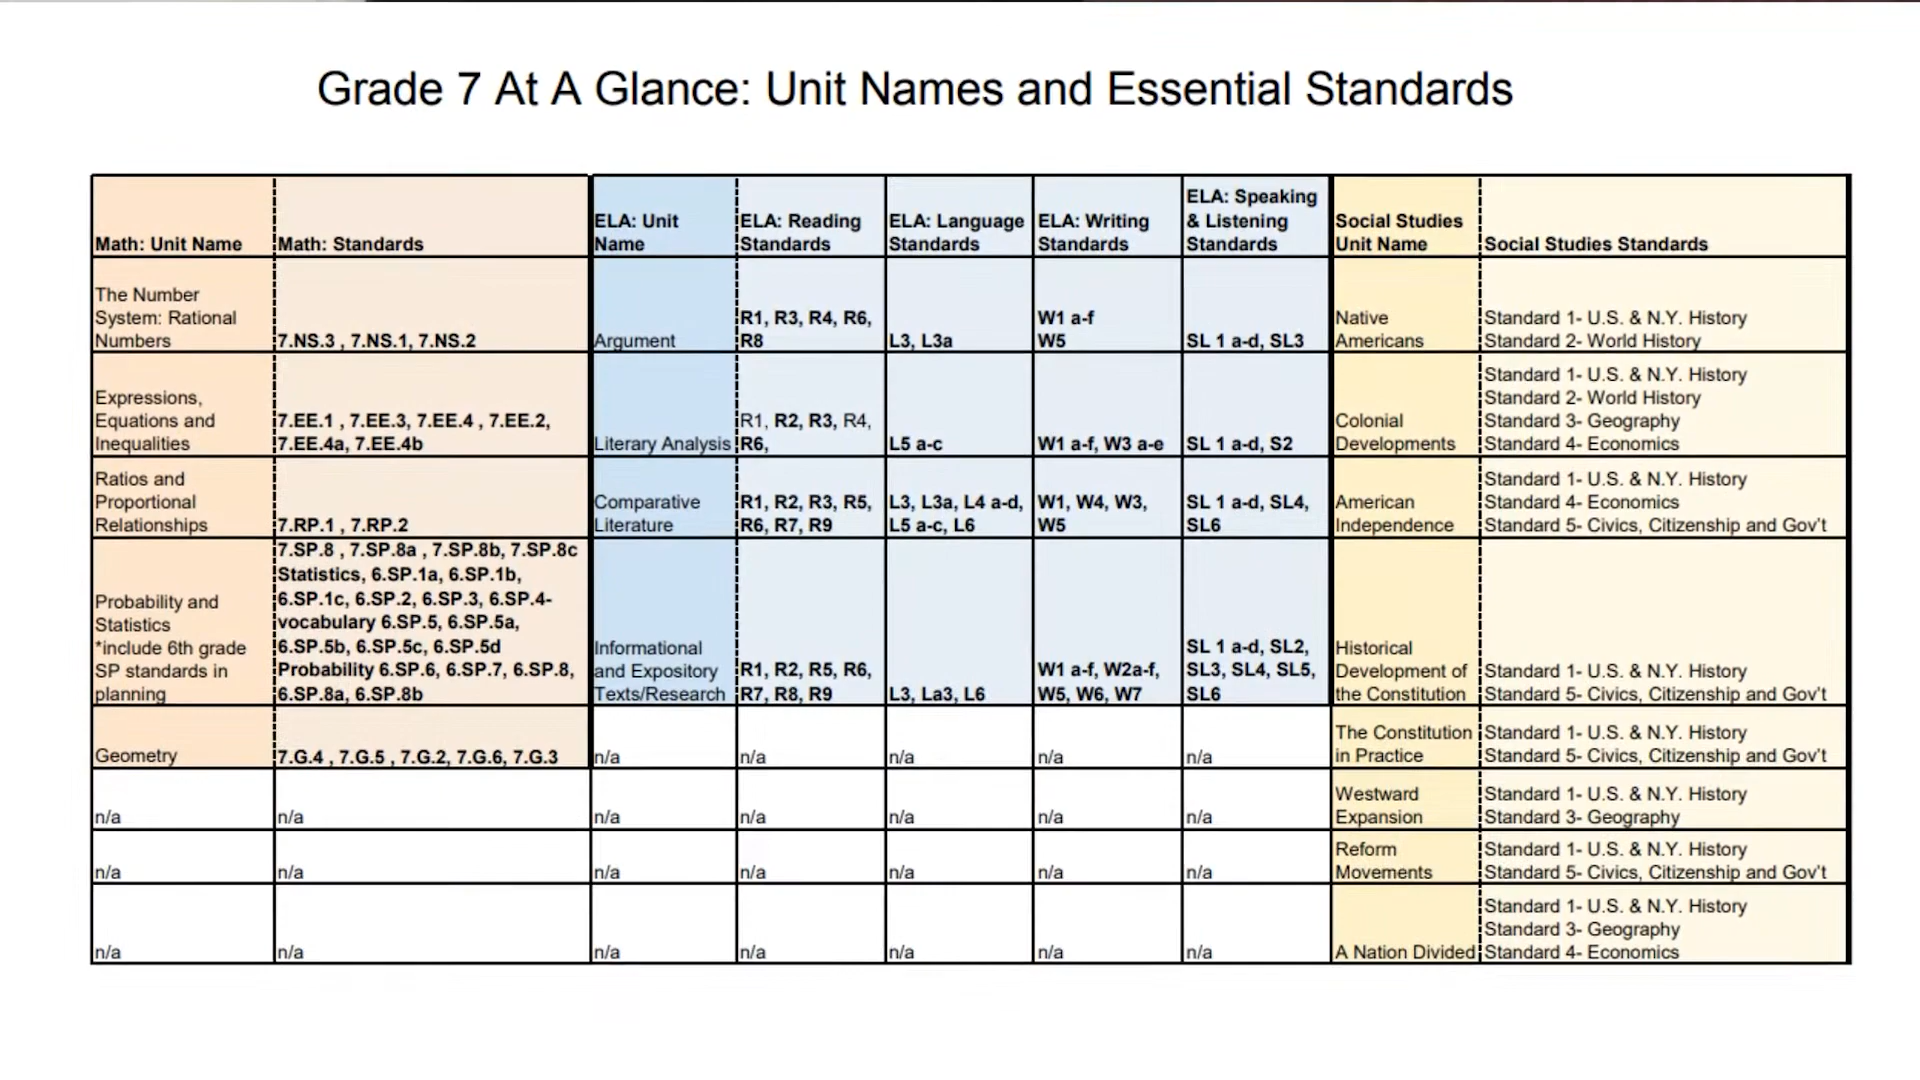 Grade 7 At A Glance: Unit Names and Essential Standards
Math: Unit Name
Math: Standards
ELA: Unit
Name
ELA: Reading
Standards
ELA: Language
Standards
ELA: Writing
Standards
ELA: Speaking
& Listening
Standards
Social Studies
Unit Name
Social Studies Standards
The Number
System: Rational
Numbers
7.NS.3 , 7.NS.1, 7.NS.2
Argument
R1, R3, R4, R6,
R8
L3, L3a
W1 a-f
W5
SL 1 a-d, SL3
Native
Americans
Standard 1- U.S. & N.Y. History
Standard 2- World History
Expressions,
Equations and
Inequalities
7.EE.1 , 7.EE.3, 7.EE.4 , 7.EE.2,
7.EE.4a, 7.EE.4b
Literary Analysis
R1, R2, R3, R4,
R6,
L5 a-c
W1 a-f, W3 a-e
SL 1 a-d, S2
Colonial
Developments
Standard 1- U.S. & N.Y. History
Standard 2- World History
Standard 3- Geography
Standard 4- Economics
Ratios and
Proportional
Relationships
7.RP.1 , 7.RP.2
Comparative
Literature
R1, R2, R3, R5,
R6, R7, R9
L3, L3a, L4 a-d,
L5 a-c, L6
W1, W4, W3,
W5
SL 1 a-d, SL4,
SL6
American
Independence
Standard 1- U.S. & N.Y. History
Standard 4- Economics
Standard 5- Civics, Citizenship and Gov't
Probability and
Statistics
*include 6th grade
SP standards in
planning
7.SP.8 , 7.SP.8a , 7.SP.8b, 7.SP.8c
Statistics, 6.SP.1a, 6.SP.1b,
6.SP.1c, 6.SP.2, 6.SP.3, 6.SP.4-
vocabulary 6.SP.5, 6.SP.5a,
6.SP.5b, 6.SP.5c, 6.SP.5d
Probability 6.SP.6, 6.SP.7, 6.SP.8,
6.SP.8a, 6.SP.8b
Informational
and Expository
Texts/Research
R1, R2, R5, R6,
R7, R8, R9
L3, La3, L6
W1 a-f, W2a-f,
W5, W6, W7
SL 1 a-d, SL2,
SL3, SL4, SL5,
SL6
Historical
Development of
the Constitution
Standard 1- U.S. & N.Y. History
Standard 5- Civics, Citizenship and Gov't
Geometry
7.G.4 , 7.G.5 , 7.G.2, 7.G.6, 7.G.3
n/a
n/a
n/a
n/a
n/a
The Constitution
in Practice
Standard 1- U.S. & N.Y. History
Standard 5- Civics, Citizenship and Gov't
n/a
n/a
n/a
n/a
n/a
n/a
n/a
Westward
Expansion
Standard 1- U.S. & N.Y. History
Standard 3- Geography
n/a
n/a
n/a
n/a
n/a
n/a
n/a
Reform
Movements
Standard 1- U.S. & N.Y. History
Standard 5- Civics, Citizenship and Gov't
n/a
n/a
n/a
n/a
n/a
n/a
n/a
A Nation Divided
Standard 1- U.S. & N.Y. History
Standard 3- Geography
Standard 4- Economics